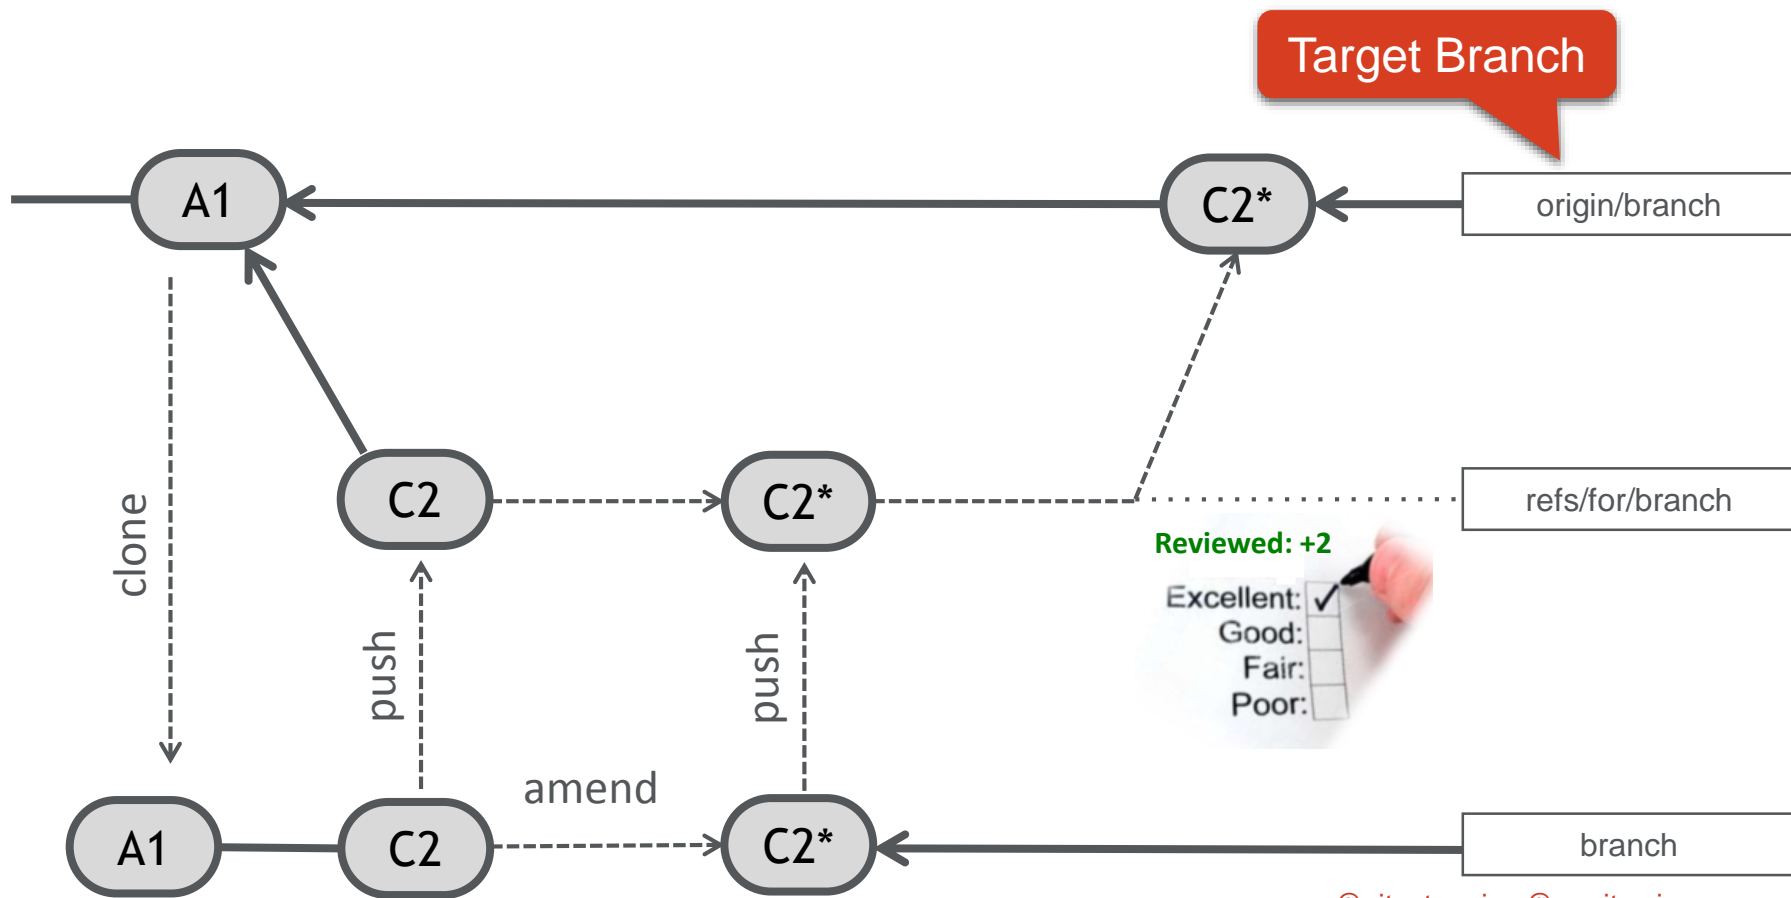 Target Branch
A1
C2*
origin/branch
clone
C2
C2*
refs/for/branch
Reviewed: +2
Excellent:
Good:
Fair:
Poor:
push
push
amend
A1
C2
C2*
branch